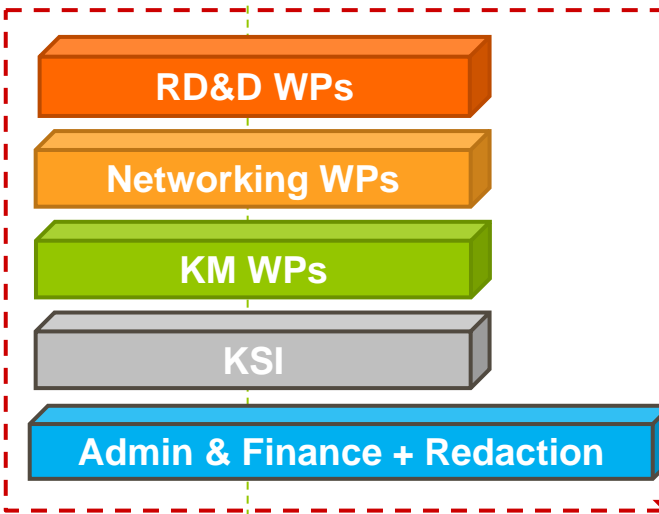 RD&D WPs
Networking WPs
KM WPs
KSI
Admin & Finance + Redaction